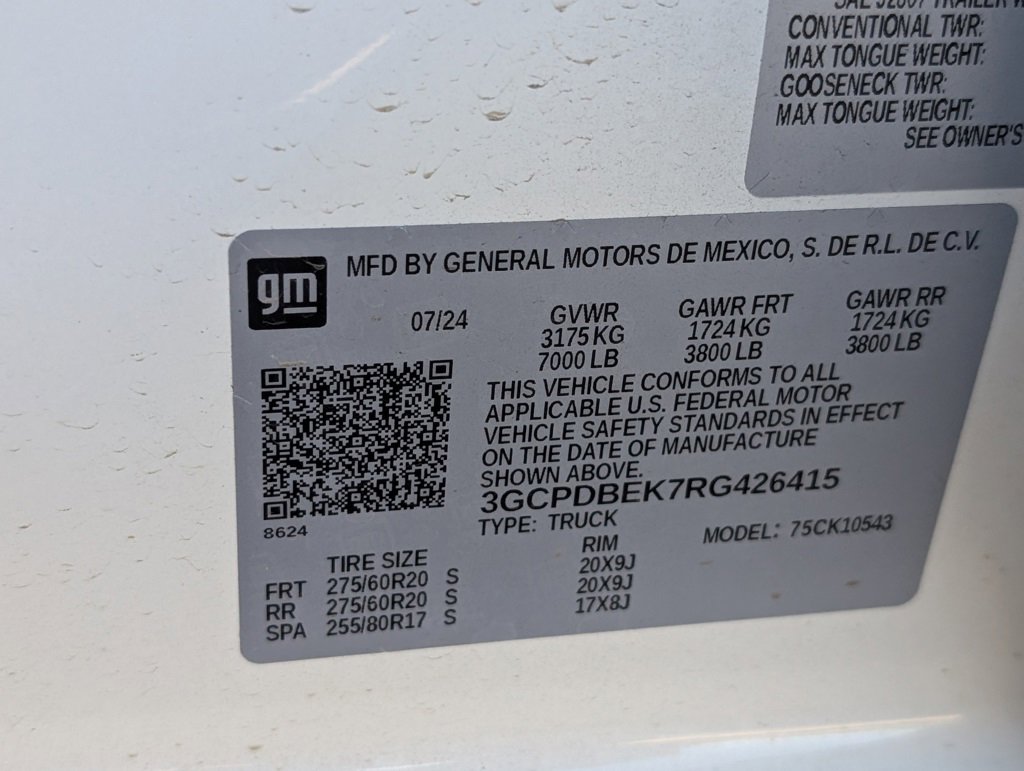 CONVENTIONAL TWR:
MAX TONGUE WEIGHT:
GOOSENECK TWR:
MAX TONGUE WEIGHT:
SEE OWNER'S
gm
MFD BY GENERAL MOTORS DE MEXICO, S. DE R.L. DE C.V.
07/24 GVWR GAWR FRT GAWR RR
3175 KG 1724 KG 1724 KG
7000 LB 3800 LB 3800 LB
THIS VEHICLE CONFORMS TO ALL
APPLICABLE U.S. FEDERAL MOTOR
VEHICLE SAFETY STANDARDS IN EFFECT
ON THE DATE OF MANUFACTURE
SHOWN ABOVE.
3GCPDBEK7RG426415
8624
TYPE: TRUCK MODEL: 75CK10543
TIRE SIZE RIM
FRT 275/60R20 S 20X9J
RR 275/60R20 S 20X9J
SPA 255/80R17 S 17X8J